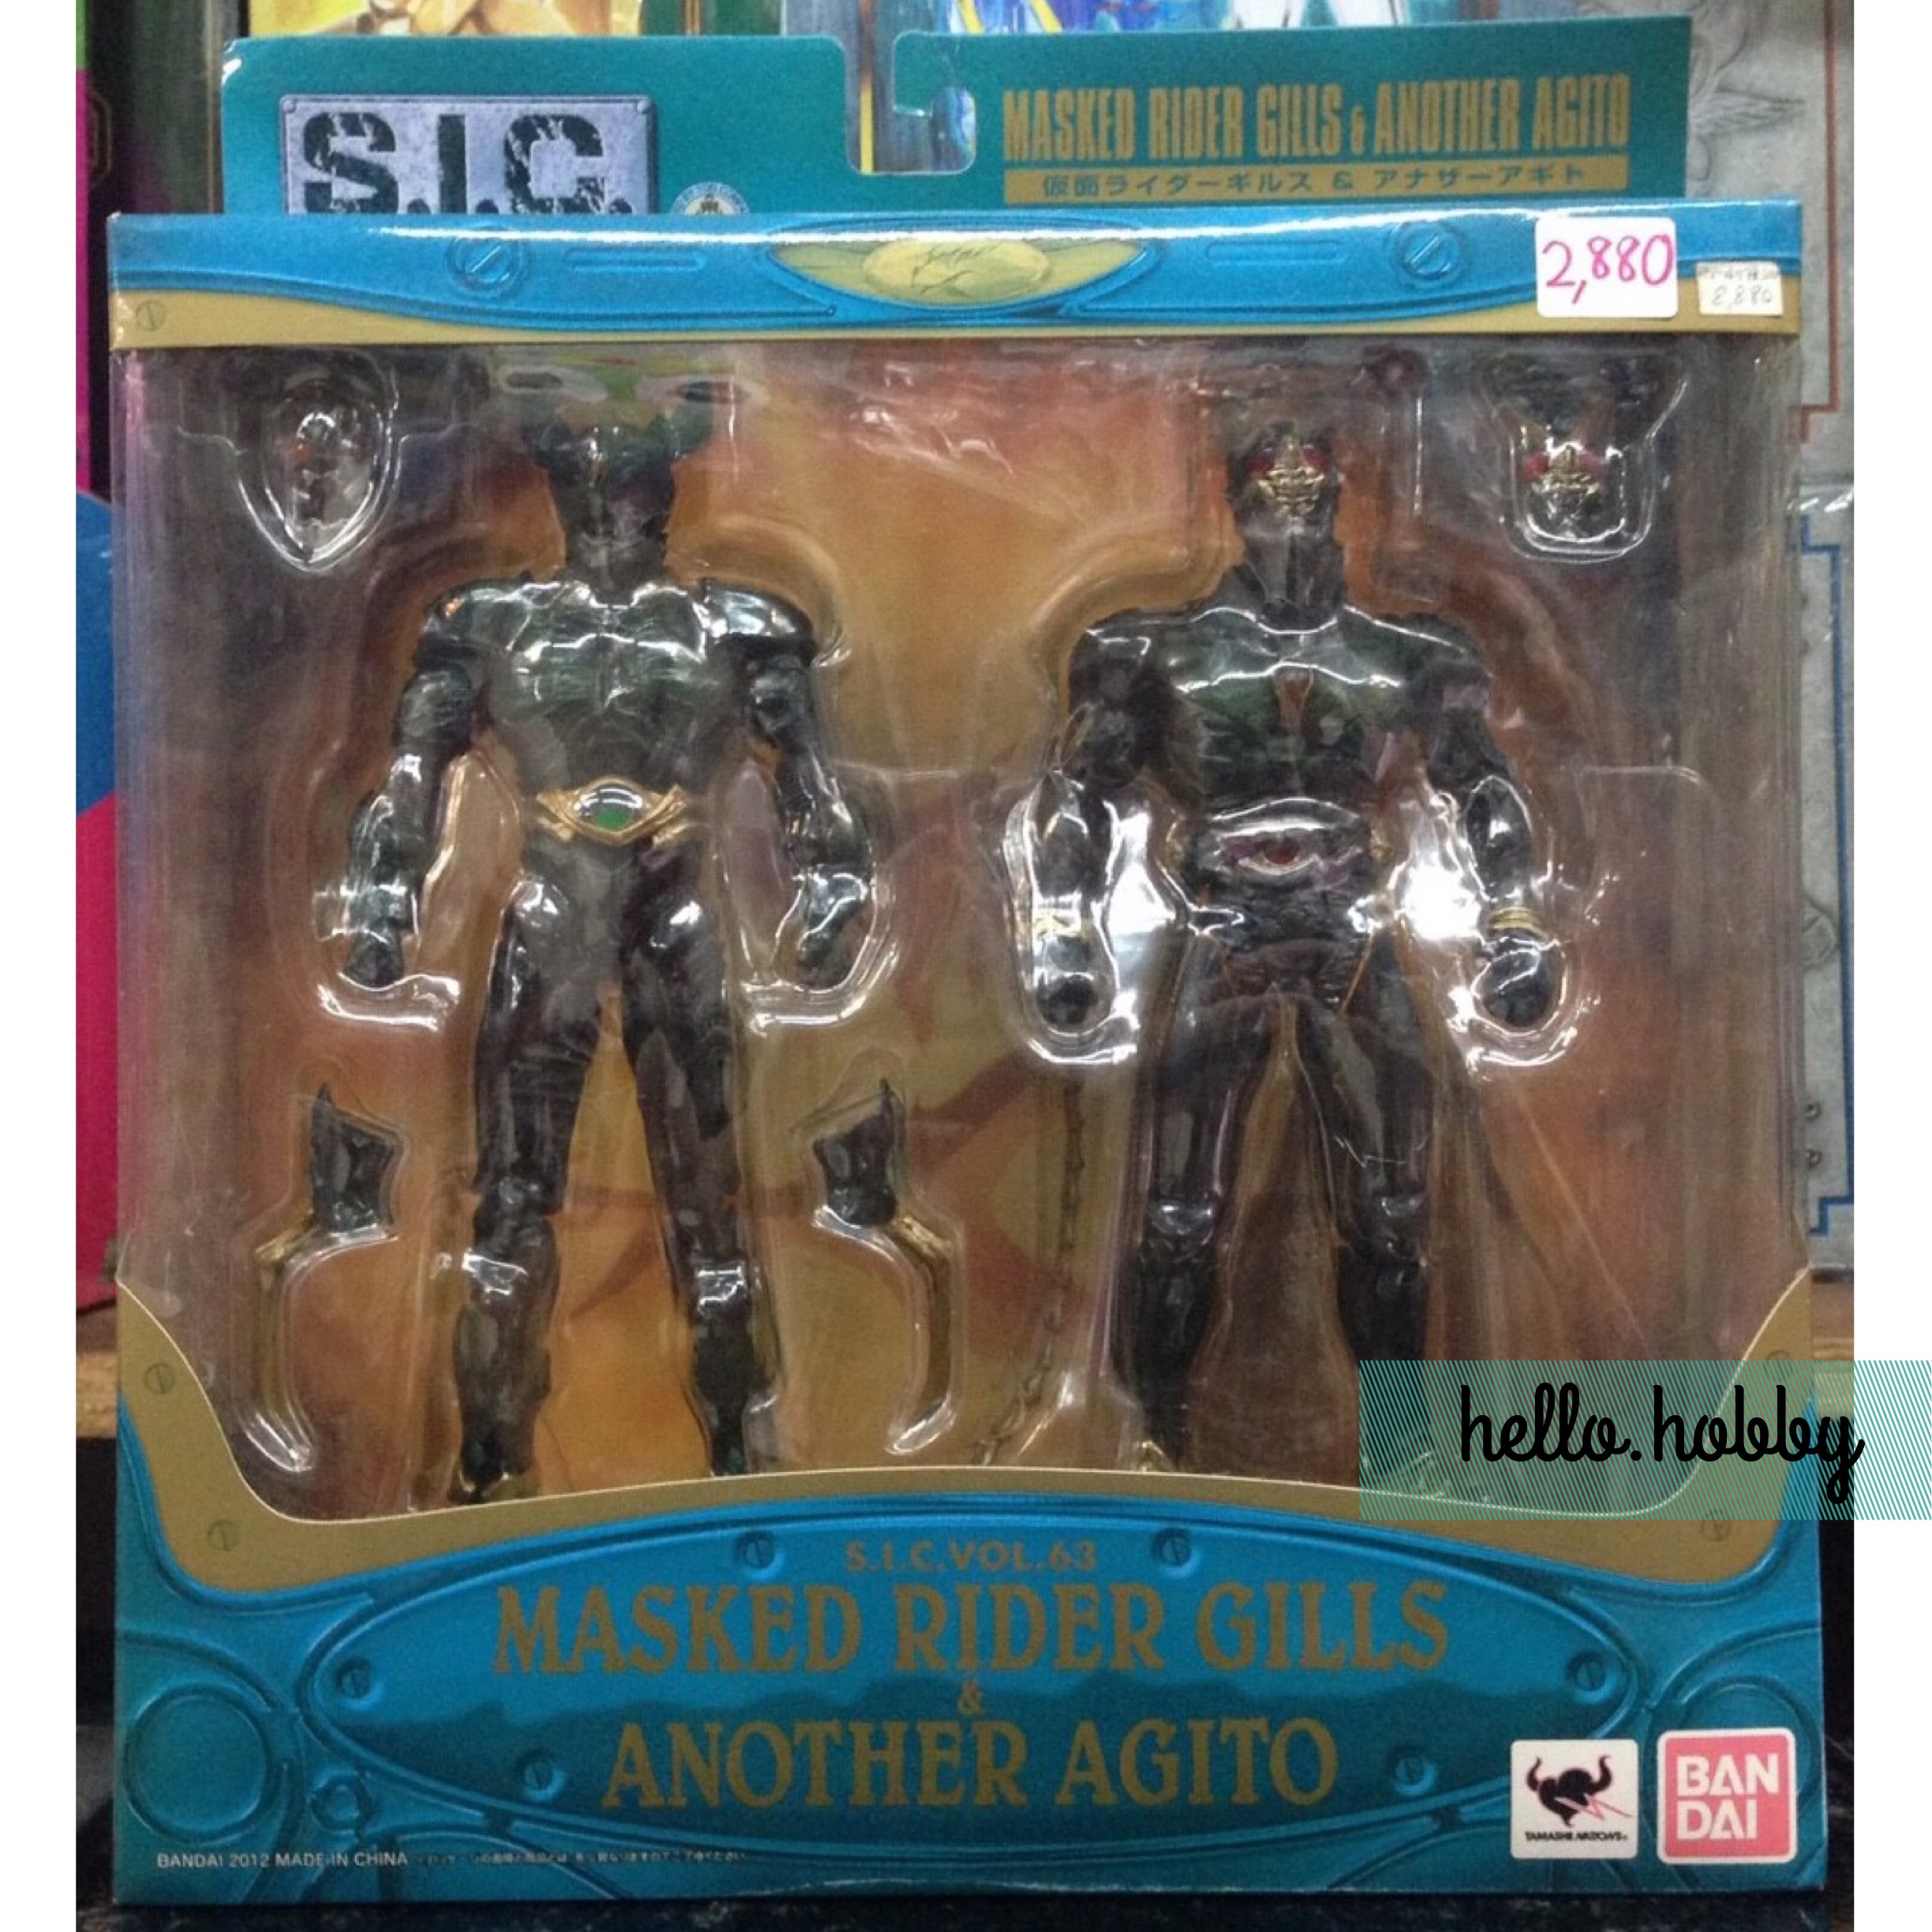 S.I.C.
MASKED RIDER GILLS & ANOTHER AGITO
仮面ライダーギルス & アナザーアギト
2,880
hello.hobby
S.I.C. VOL.63
MASKED RIDER GILLS
&
ANOTHER AGITO
TAMASHII NATIONS
BAN
DAI
BANDAI 2012 MADE IN CHINA